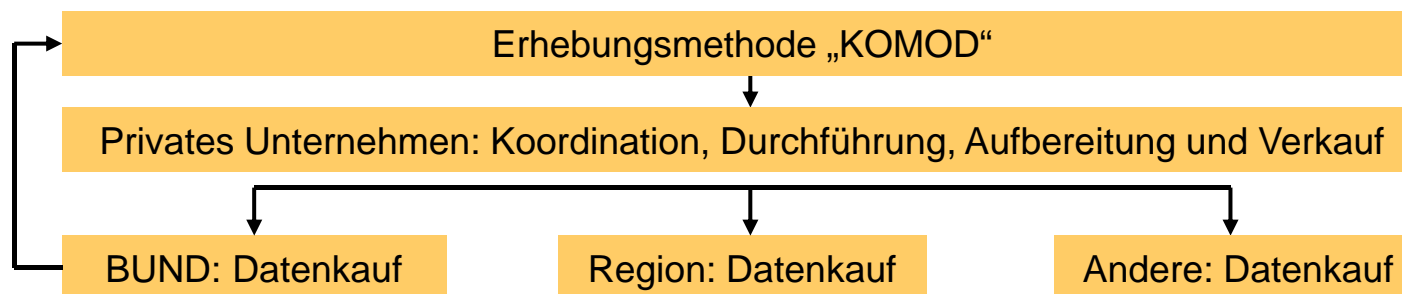 Erhebungsmethode „KOMOD“
Privates Unternehmen: Koordination, Durchführung, Aufbereitung und Verkauf
BUND: Datenkauf
Region: Datenkauf
Andere: Datenkauf